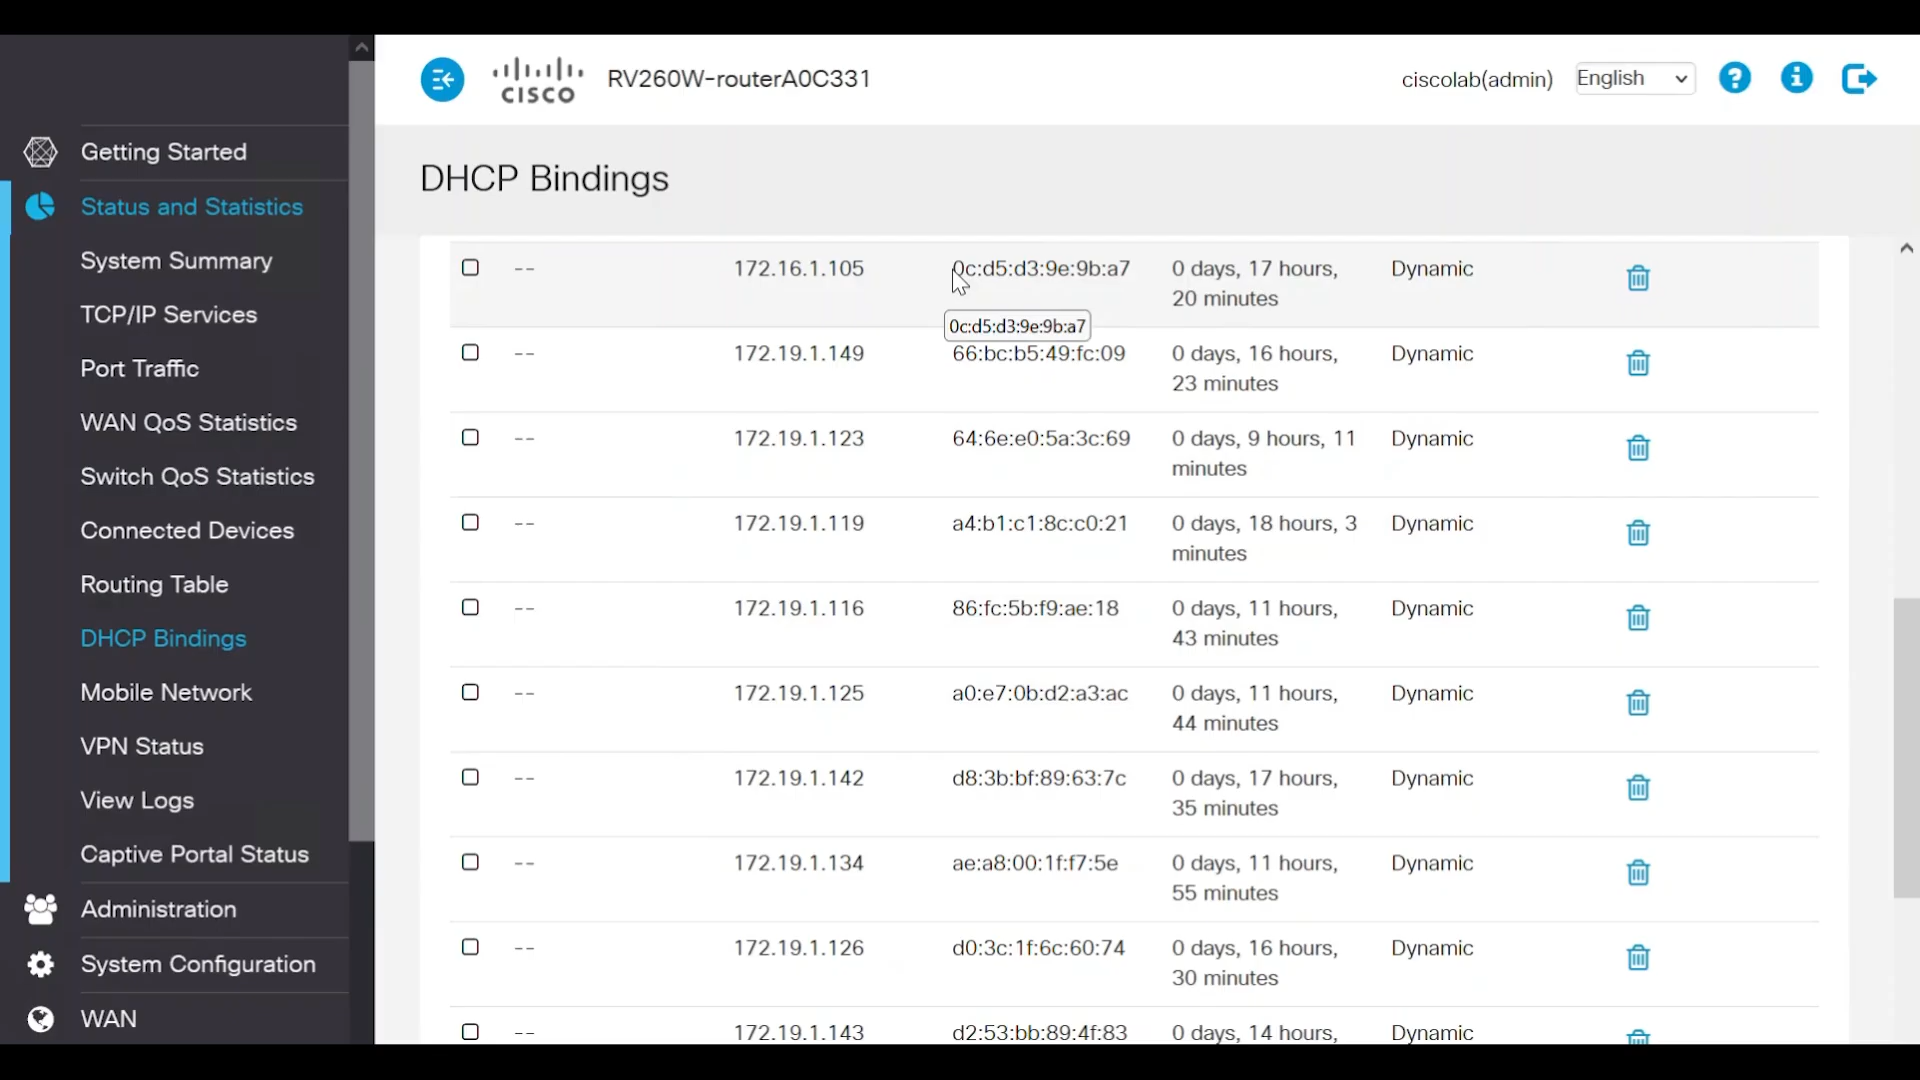 CISCO
RV260W-routerA0C331
ciscolab(admin)
English
Getting Started
Status and Statistics
System Summary
TCP/IP Services
Port Traffic
WAN QoS Statistics
Switch QoS Statistics
Connected Devices
Routing Table
DHCP Bindings
Mobile Network
VPN Status
View Logs
Captive Portal Status
Administration
System Configuration
WAN
DHCP Bindings
-- 172.16.1.105 0c:d5:d3:9e:9b:a7 0 days, 17 hours, Dynamic
20 minutes
0c:d5:d3:9e:9b:a7
-- 172.19.1.149 66:bc:b5:49:fc:09 0 days, 16 hours, Dynamic
23 minutes
-- 172.19.1.123 64:6e:e0:5a:3c:69 0 days, 9 hours, 11 Dynamic
minutes
-- 172.19.1.119 a4:b1:c1:8c:c0:21 0 days, 18 hours, 3 Dynamic
minutes
-- 172.19.1.116 86:fc:5b:f9:ae:18 0 days, 11 hours, Dynamic
43 minutes
-- 172.19.1.125 a0:e7:0b:d2:a3:ac 0 days, 11 hours, Dynamic
44 minutes
-- 172.19.1.142 d8:3b:bf:89:63:7c 0 days, 17 hours, Dynamic
35 minutes
-- 172.19.1.134 ae:a8:00:1f:f7:5e 0 days, 11 hours, Dynamic
55 minutes
-- 172.19.1.126 d0:3c:1f:6c:60:74 0 days, 16 hours, Dynamic
30 minutes
-- 172.19.1.143 d2:53:bb:89:4f:83 0 days, 14 hours, Dynamic